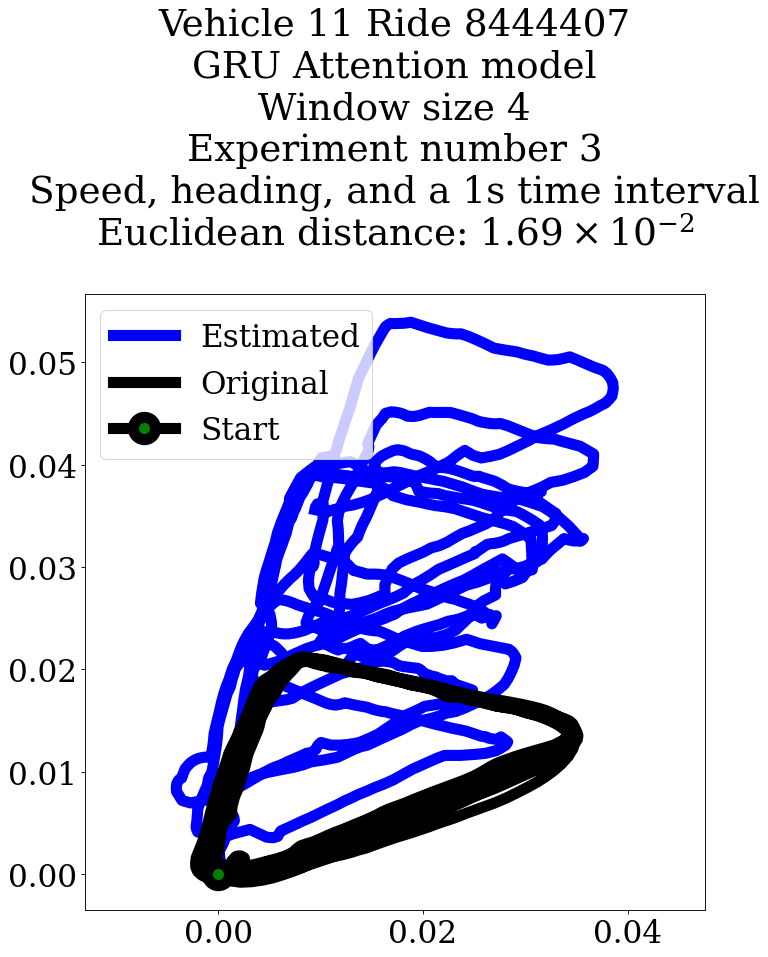 Vehicle 11 Ride 8444407
GRU Attention model
Window size 4
Experiment number 3
Speed, heading, and a 1s time interval
Euclidean distance: 1.69 × 10⁻²
Estimated
Original
Start
0.05
0.04
0.03
0.02
0.01
0.00
0.00 0.02 0.04